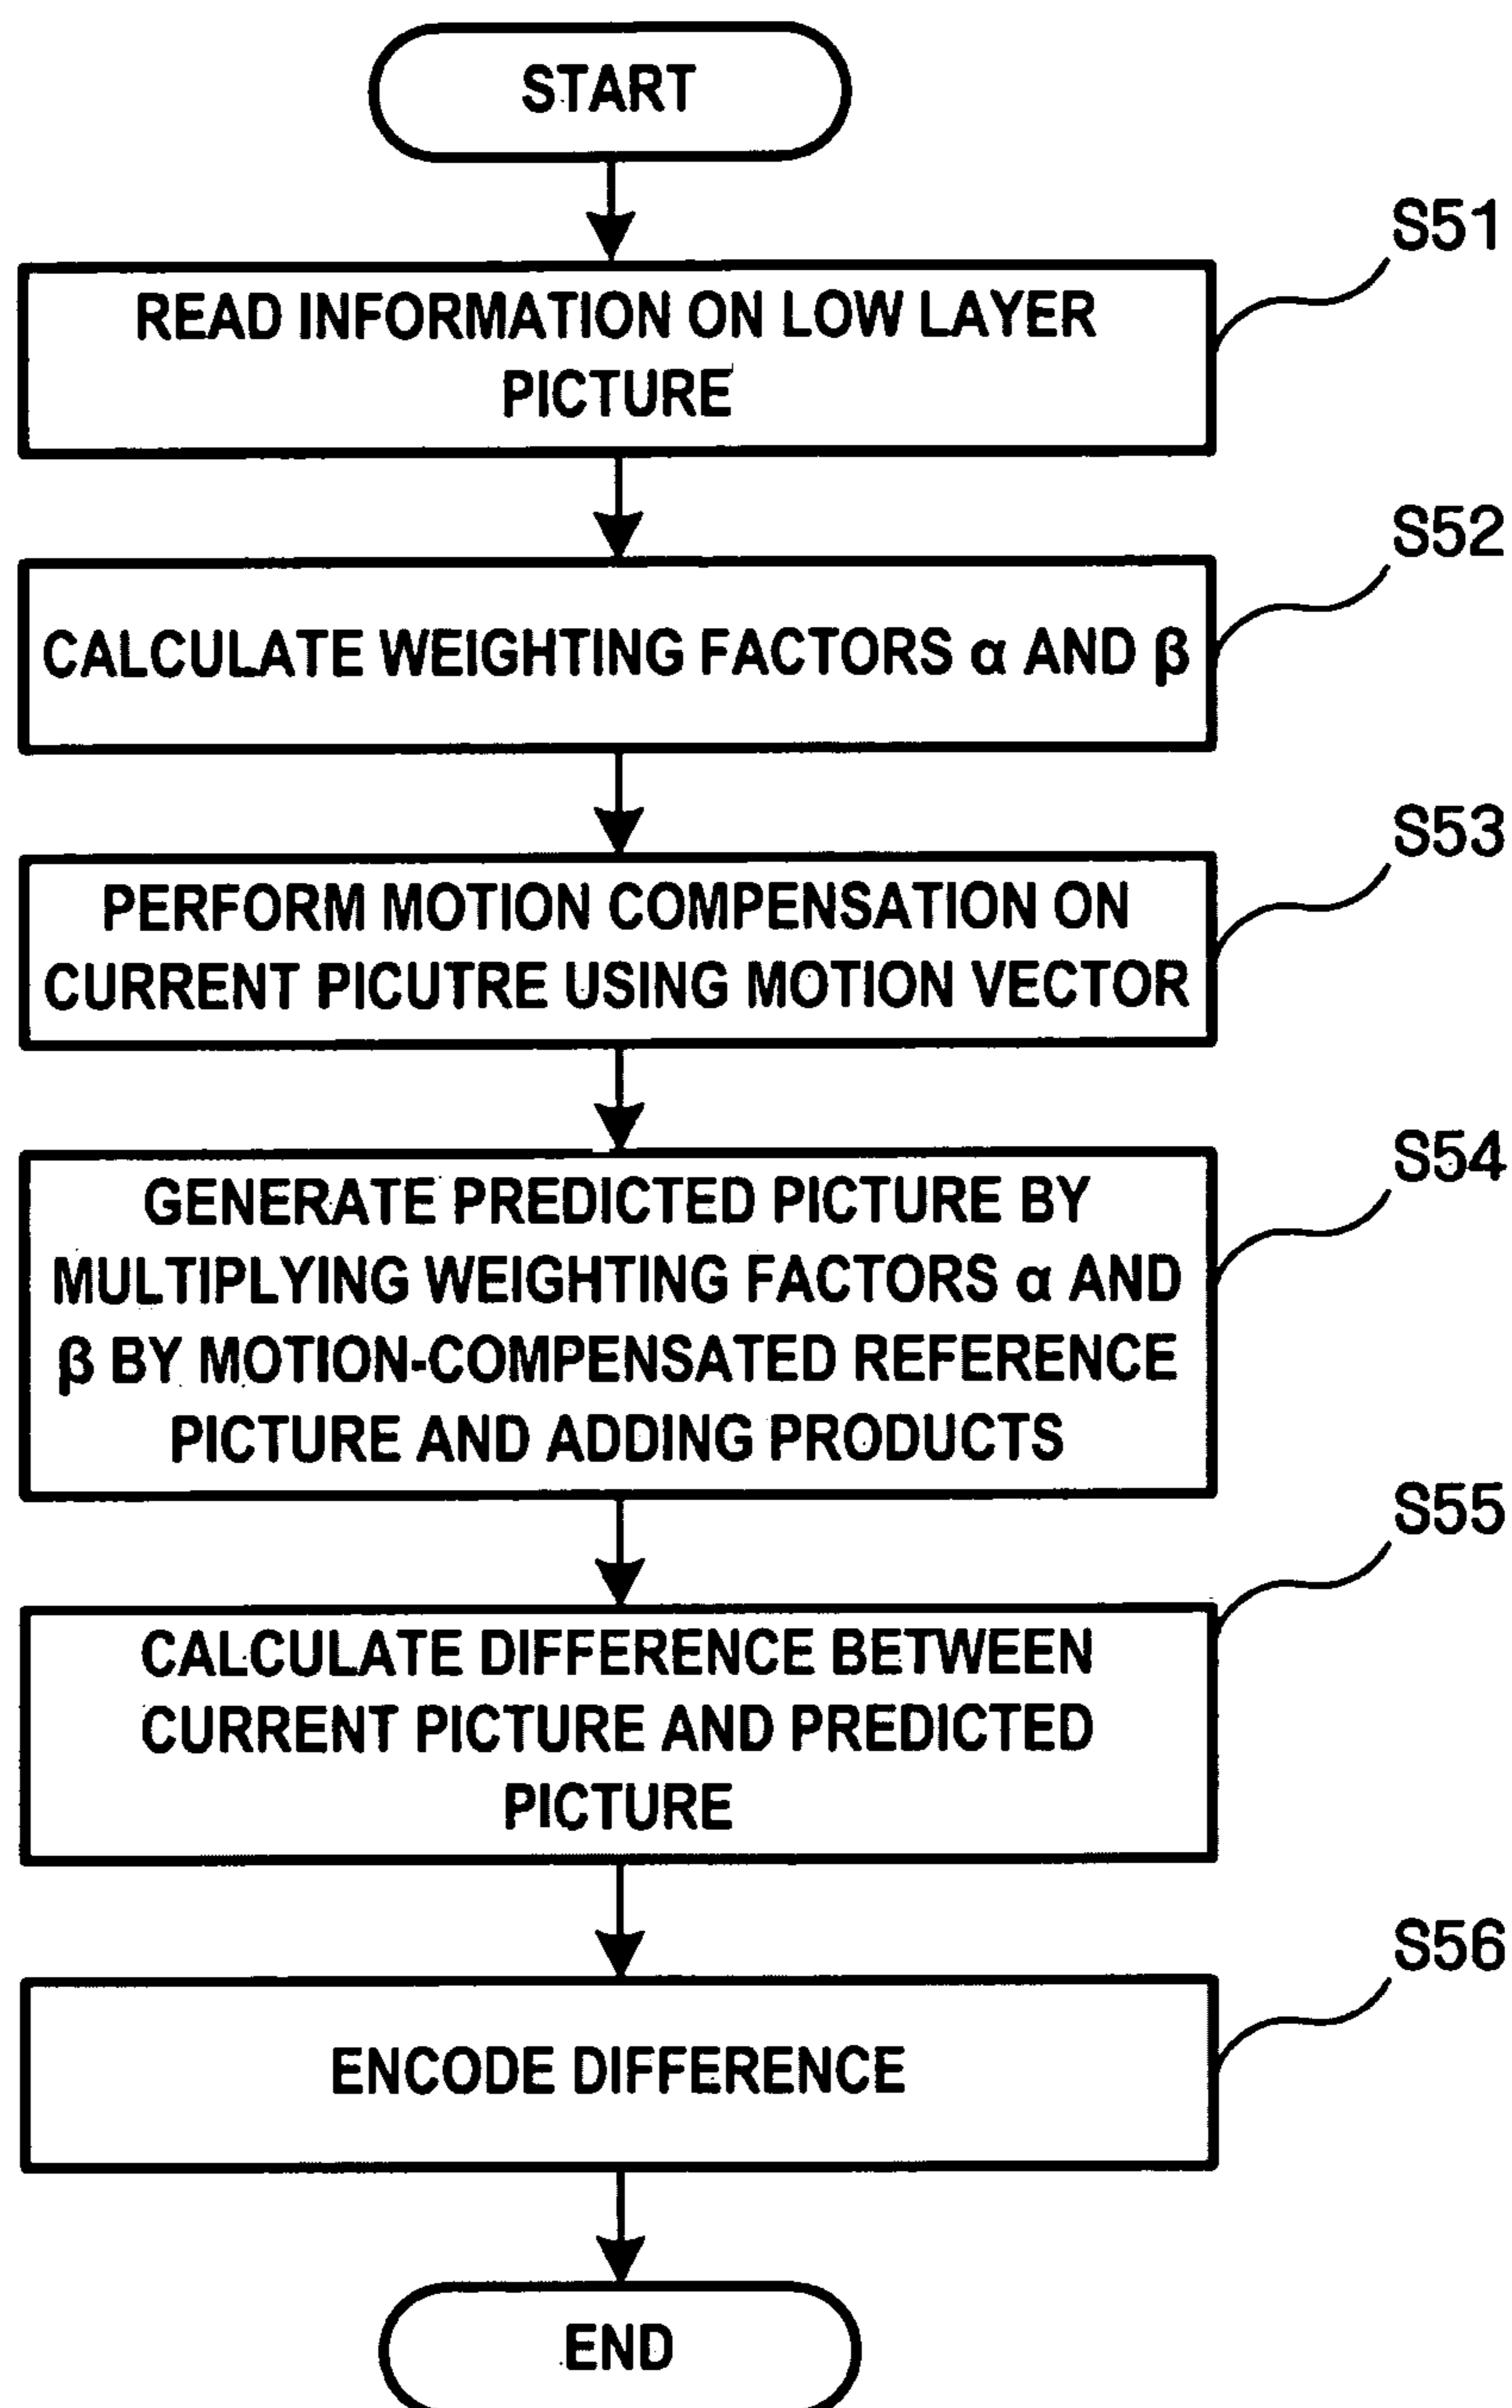 START
S51
READ INFORMATION ON LOW LAYER
PICTURE
S52
CALCULATE WEIGHTING FACTORS α AND β
S53
PERFORM MOTION COMPENSATION ON
CURRENT PICUTRE USING MOTION VECTOR
S54
GENERATE PREDICTED PICTURE BY
MULTIPLYING WEIGHTING FACTORS α AND
β BY MOTION-COMPENSATED REFERENCE
PICTURE AND ADDING PRODUCTS
S55
CALCULATE DIFFERENCE BETWEEN
CURRENT PICTURE AND PREDICTED
PICTURE
S56
ENCODE DIFFERENCE
END